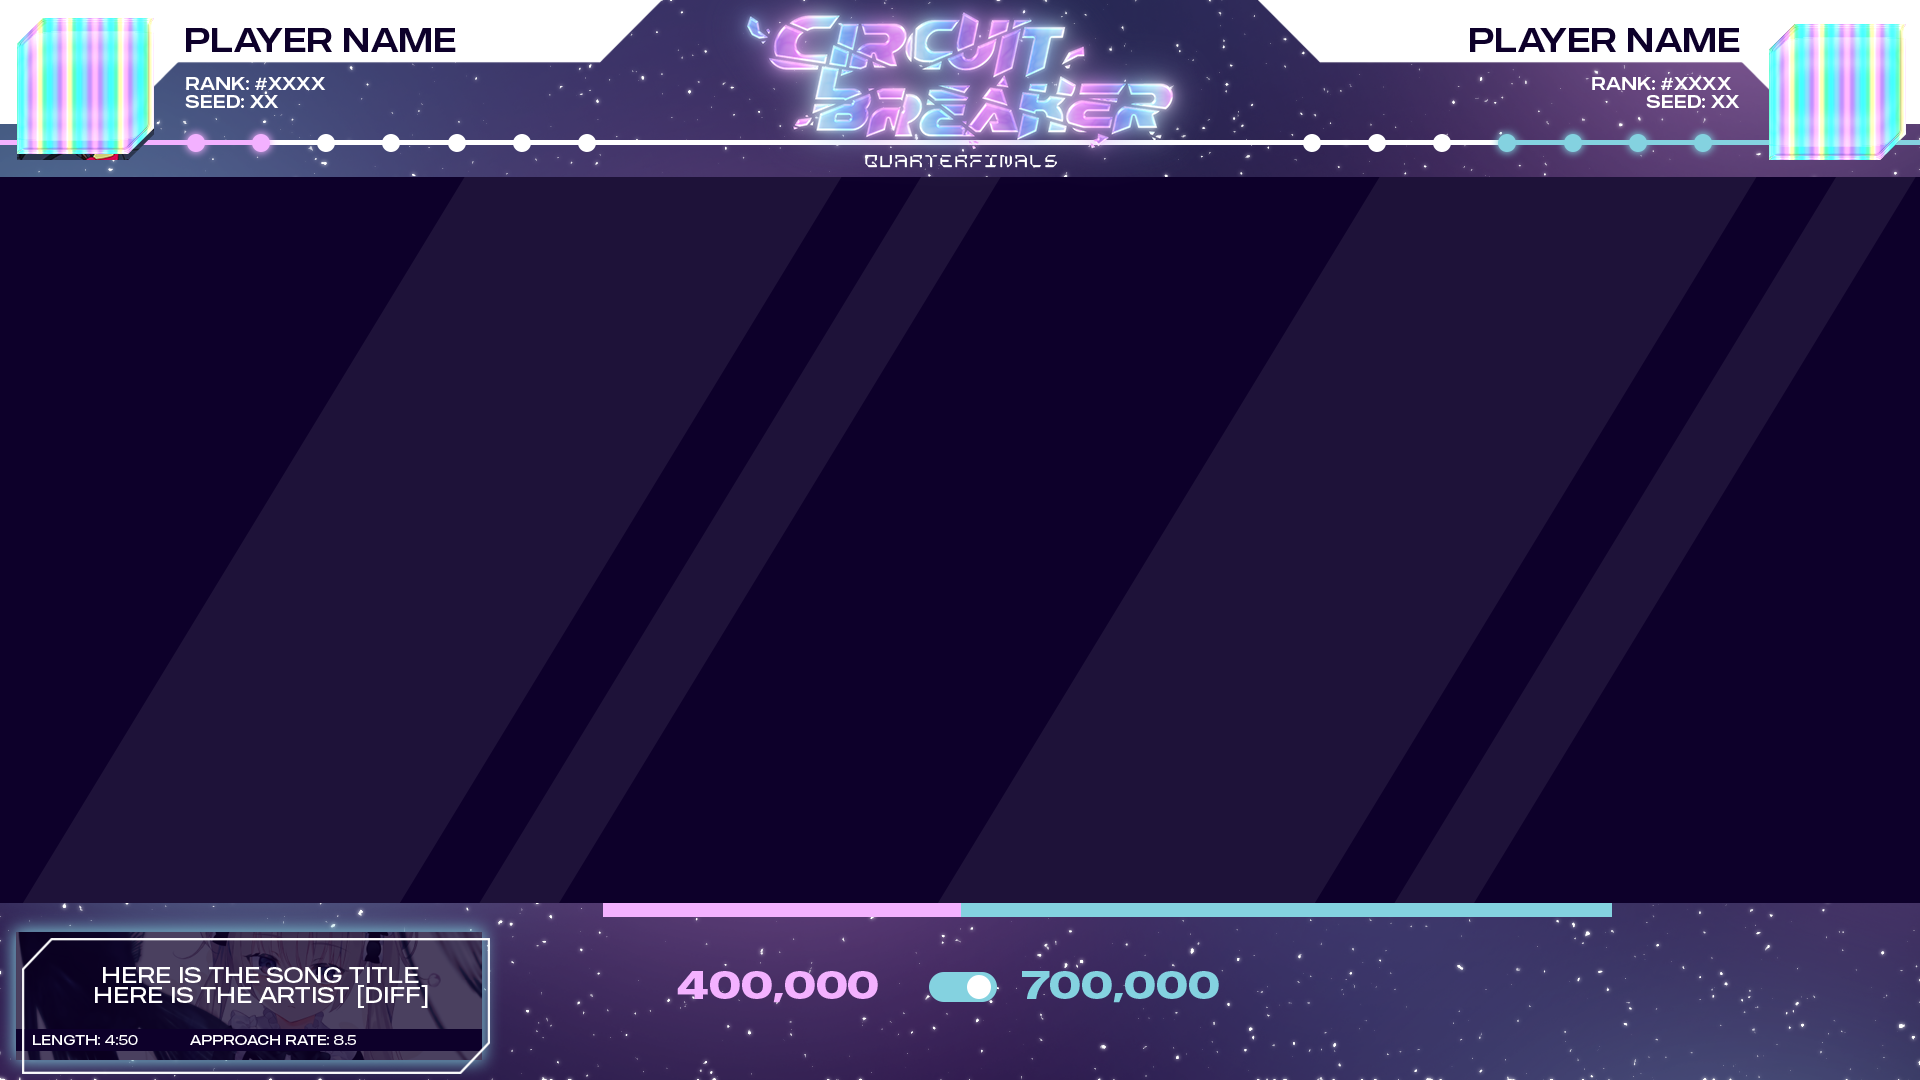 PLAYER NAME
RANK: #XXXX
SEED: XX
CIRCUIT
BREAKER
QUARTERFINALS
PLAYER NAME
RANK: #XXXX
SEED: XX
HERE IS THE SONG TITLE
HERE IS THE ARTIST [DIFF]
LENGTH: 4:50 APPROACH RATE: 8.5
400,000 700,000